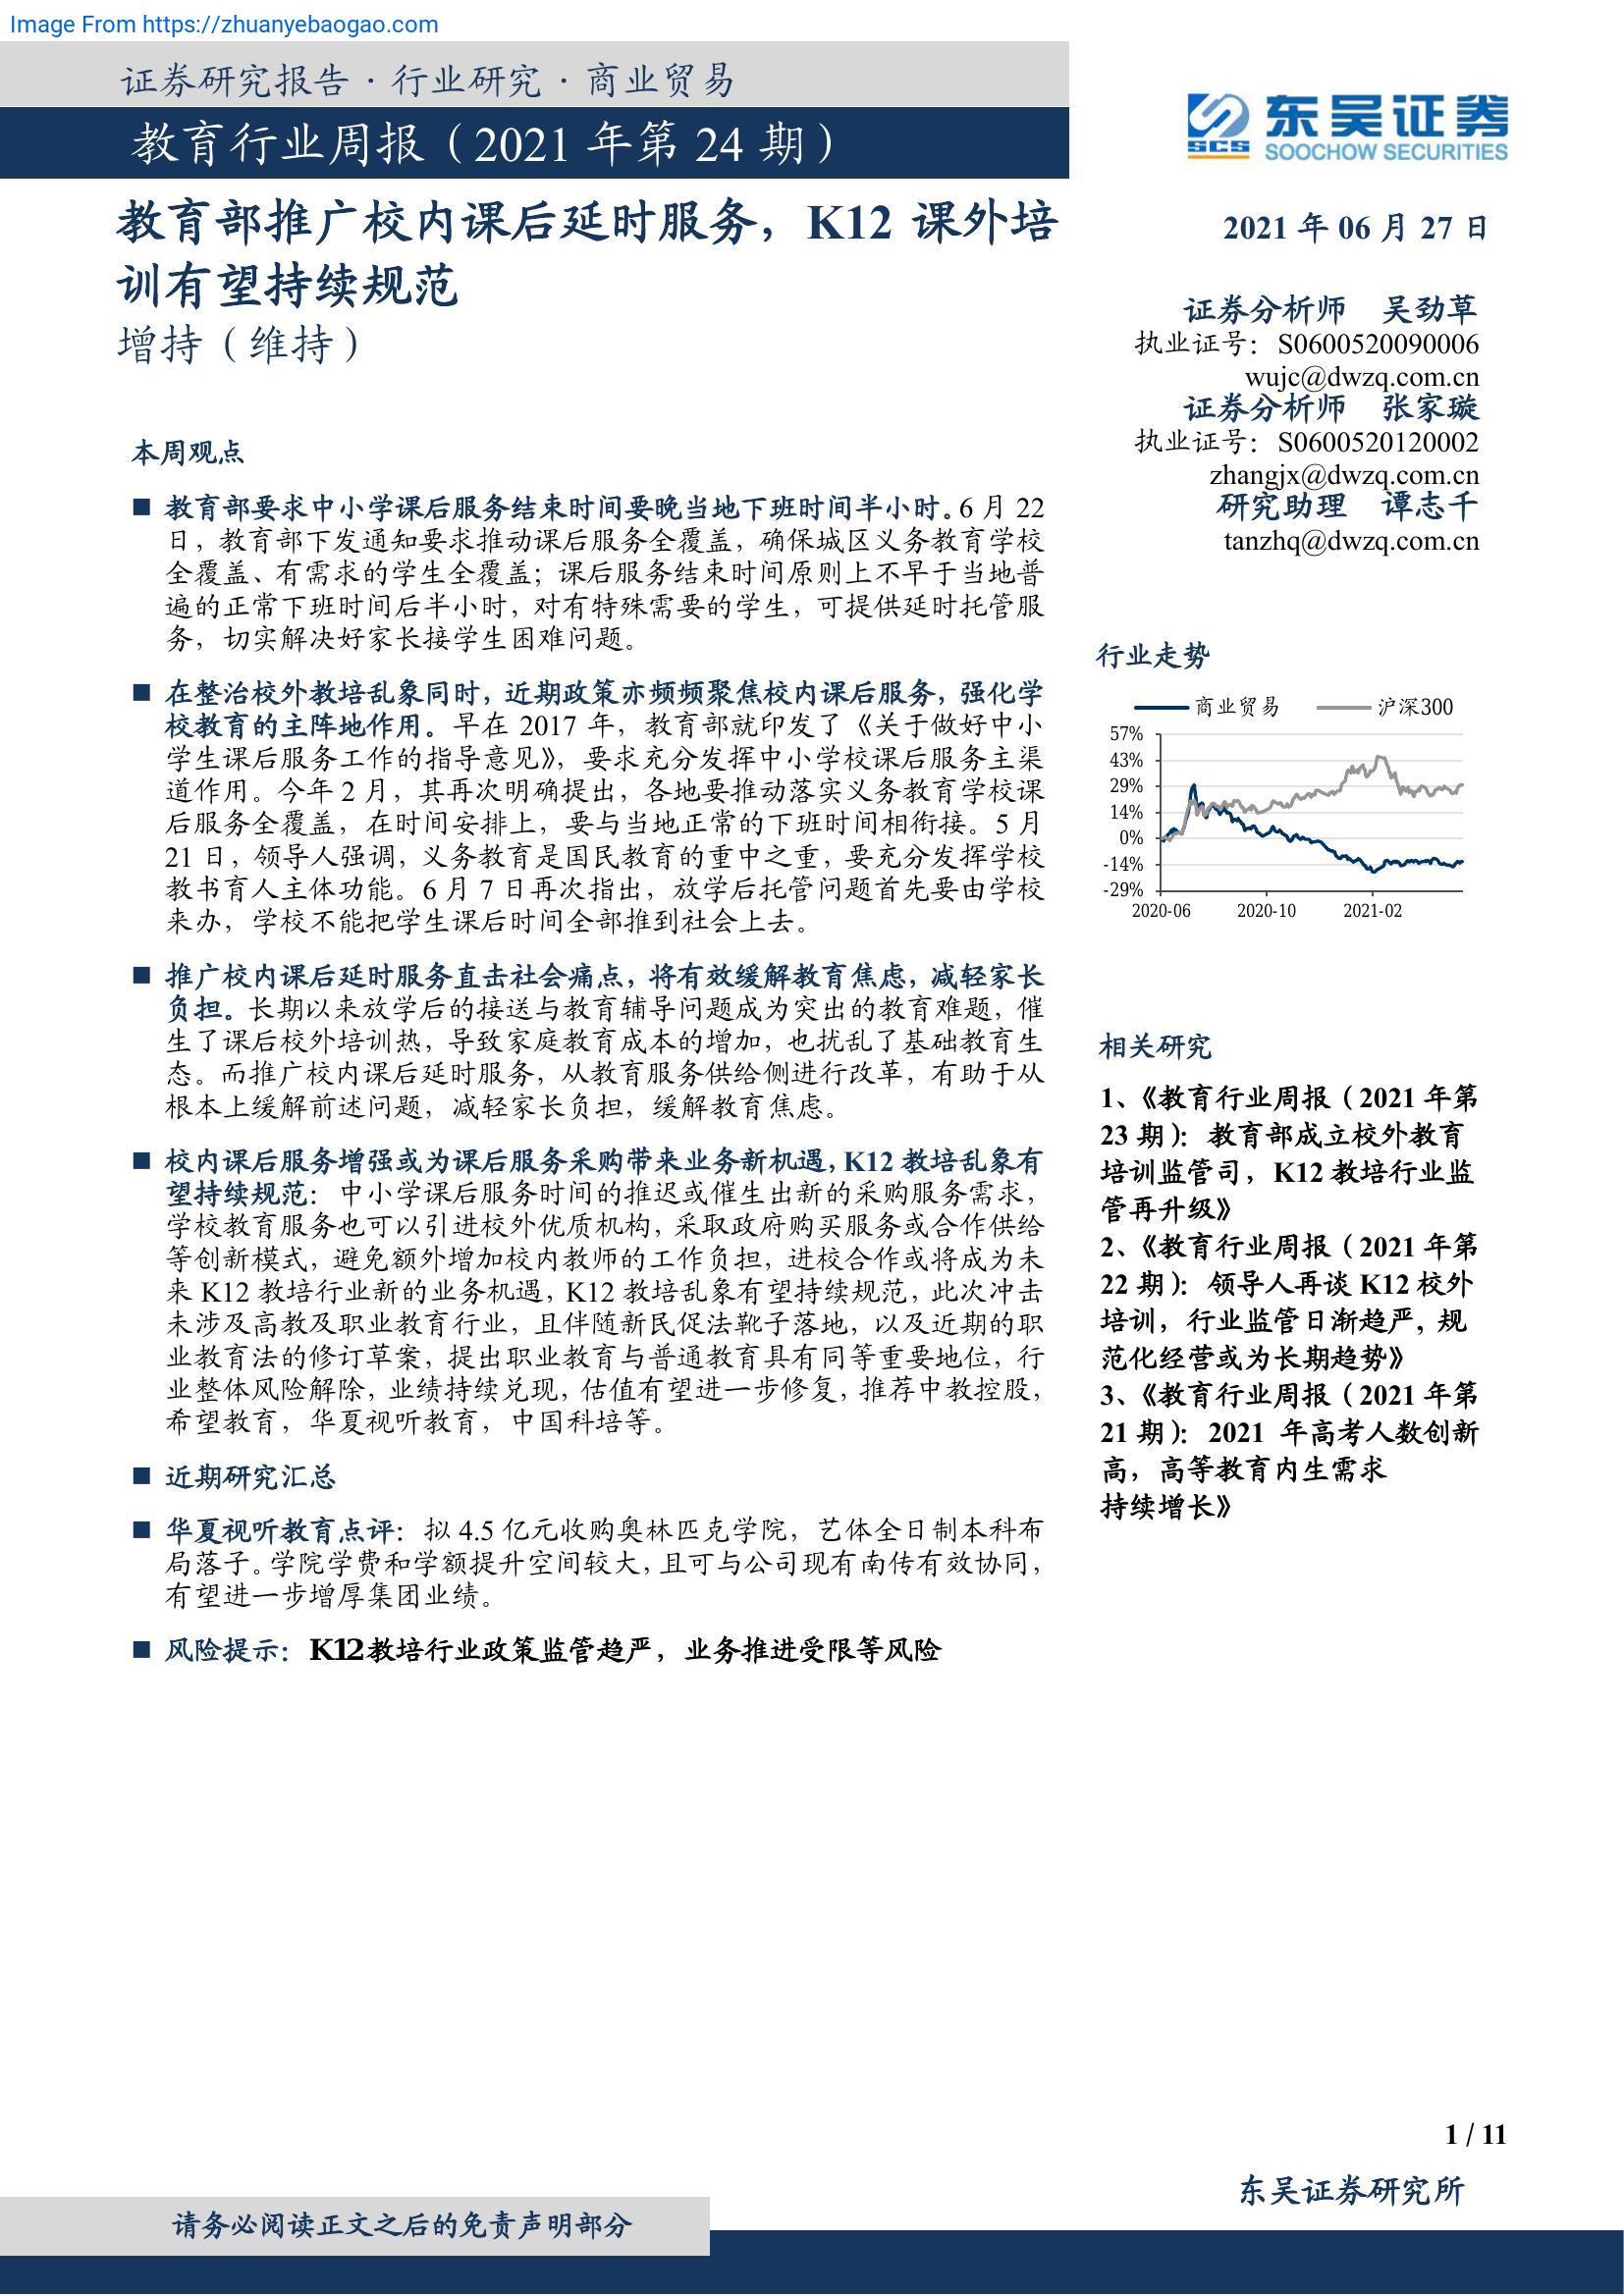 Image From https://zhuanyebaogao.com
证券研究报告·行业研究·商业贸易
教育行业周报（2021 年第 24 期）
东吴证券
SCS SOOCHOW SECURITIES
教育部推广校内课后延时服务，K12 课外培
训有望持续规范
增持（维持）
2021 年 06 月 27 日
证券分析师 吴劲草
执业证号：S0600520090006
wujc@dwzq.com.cn
证券分析师 张家璇
执业证号：S0600520120002
zhangjx@dwzq.com.cn
研究助理 谭志千
tanzhq@dwzq.com.cn
本周观点
■ 教育部要求中小学课后服务结束时间要晚当地下班时间半小时。6 月 22
日，教育部下发通知要求推动课后服务全覆盖，确保城区义务教育学校
全覆盖、有需求的学生全覆盖；课后服务结束时间原则上不早于当地普
遍的正常下班时间后半小时，对有特殊需要的学生，可提供延时托管服
务，切实解决好家长接学生困难问题。
■ 在整治校外教培乱象同时，近期政策亦频频聚焦校内课后服务，强化学
校教育的主阵地作用。早在 2017 年，教育部就印发了《关于做好中小
学生课后服务工作的指导意见》，要求充分发挥中小学校课后服务主渠
道作用。今年 2 月，其再次明确提出，各地要推动落实义务教育学校课
后服务全覆盖，在时间安排上，要与当地正常的下班时间相衔接。5 月
21 日，领导人强调，义务教育是国民教育的重中之重，要充分发挥学校
教书育人主体功能。6 月 7 日再次指出，放学后托管问题首先要由学校
来办，学校不能把学生课后时间全部推到社会上去。
■ 推广校内课后延时服务直击社会痛点，将有效缓解教育焦虑，减轻家长
负担。长期以来放学后的接送与教育辅导问题成为突出的教育难题，催
生了课后校外培训热，导致家庭教育成本的增加，也扰乱了基础教育生
态。而推广校内课后延时服务，从教育服务供给侧进行改革，有助于从
根本上缓解前述问题，减轻家长负担，缓解教育焦虑。
■ 校内课后服务增强或为课后服务采购带来业务新机遇，K12 教培乱象有
望持续规范：中小学课后服务时间的推迟或催生出新的采购服务需求，
学校教育服务也可以引进校外优质机构，采取政府购买服务或合作供给
等创新模式，避免额外增加校内教师的工作负担，进校合作或将成为未
来 K12 教培行业新的业务机遇，K12 教培乱象有望持续规范，此次冲击
未涉及高教及职业教育行业，且伴随新民促法靴子落地，以及近期的职
业教育法的修订草案，提出职业教育与普通教育具有同等重要地位，行
业整体风险解除，业绩持续兑现，估值有望进一步修复，推荐中教控股，
希望教育，华夏视听教育，中国科培等。
■ 近期研究汇总
■ 华夏视听教育点评：拟 4.5 亿元收购奥林匹克学院，艺体全日制本科布
局落子。学院学费和学额提升空间较大，且可与公司现有南传有效协同，
有望进一步增厚集团业绩。
■ 风险提示：K12教培行业政策监管趋严，业务推进受限等风险
行业走势
商业贸易 沪深300
57%
43%
29%
14%
0%
-14%
-29%
2020-06 2020-10 2021-02
相关研究
1、《教育行业周报（2021 年第
23 期）：教育部成立校外教育
培训监管司，K12 教培行业监
管再升级》
2、《教育行业周报（2021 年第
22 期）：领导人再谈 K12 校外
培训，行业监管日渐趋严，规
范化经营或为长期趋势》
3、《教育行业周报（2021 年第
21 期）：2021 年高考人数创新
高，高等教育内生需求
持续增长》
1 / 11
东吴证券研究所
请务必阅读正文之后的免责声明部分